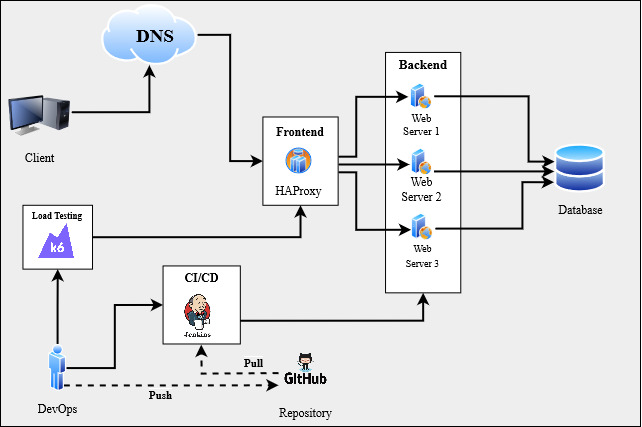 DNS
Client
Backend
Web
Server 1
Web
Server 2
Web
Server 3
Frontend
HAProxy
Database
Load Testing
k6
CI/CD
Jenkins
Pull
GitHub
Push
DevOps
Repository